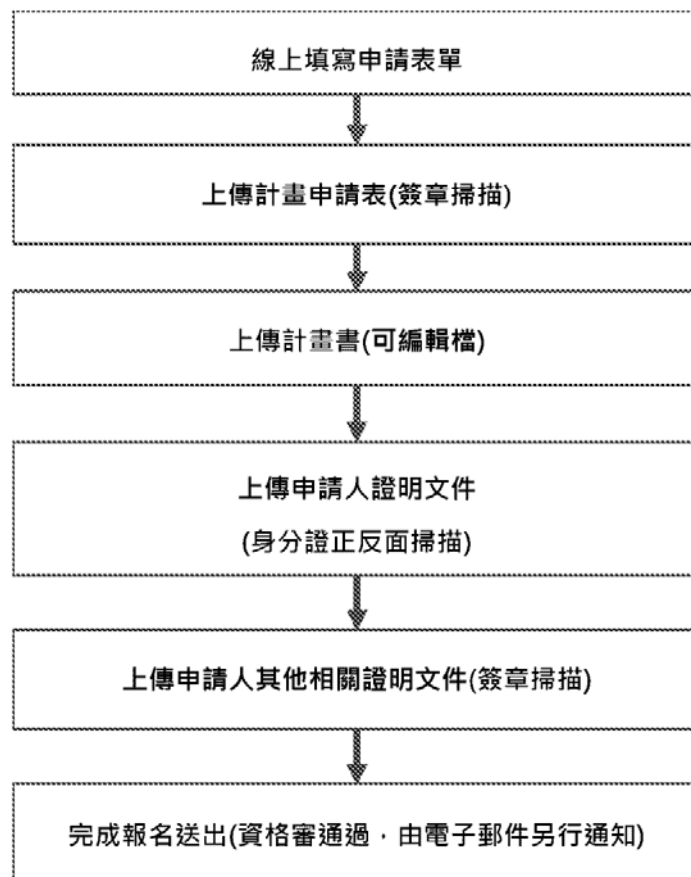 線上填寫申請表單
上傳計畫申請表(簽章掃描)
上傳計畫書(可編輯檔)
上傳申請人證明文件
(身分證正反面掃描)
上傳申請人其他相關證明文件(簽章掃描)
完成報名送出(資格審通過，由電子郵件另行通知)